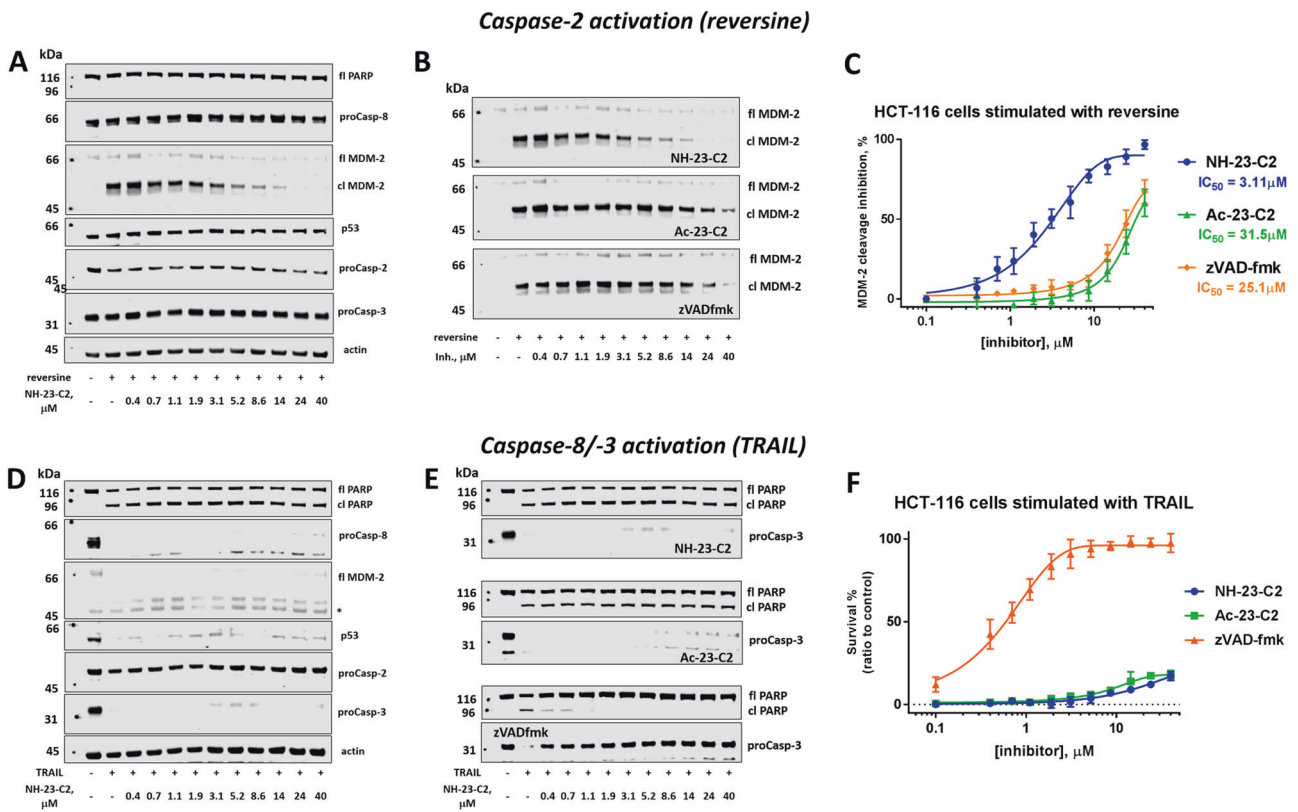 Caspase-2 activation (reversine)
A
kDa
116
96
fl PARP
66
proCasp-8
66
fl MDM-2
cl MDM-2
45
66
p53
45
proCasp-2
45
31
proCasp-3
45
actin
reversine - + + + + + + + + + + +
NH-23-C2, μM - - 0.4 0.7 1.1 1.9 3.1 5.2 8.6 14 24 40
B
kDa
66
fl MDM-2
cl MDM-2
45
NH-23-C2
66
fl MDM-2
cl MDM-2
45
Ac-23-C2
66
fl MDM-2
cl MDM-2
45
zVADfmk
reversine - + + + + + + + + + + +
Inh., μM - - 0.4 0.7 1.1 1.9 3.1 5.2 8.6 14 24 40
C
HCT-116 cells stimulated with reversine
MDM-2 cleavage inhibition, %
100
50
0
0.1 1 10
[inhibitor], μM
NH-23-C2
IC50 = 3.11μM
Ac-23-C2
IC50 = 31.5μM
zVAD-fmk
IC50 = 25.1μM
Caspase-8/-3 activation (TRAIL)
D
kDa
116
96
fl PARP
cl PARP
66
proCasp-8
66
fl MDM-2
45
*
66
p53
proCasp-2
45
31
proCasp-3
45
actin
TRAIL - + + + + + + + + + + +
NH-23-C2, μM - - 0.4 0.7 1.1 1.9 3.1 5.2 8.6 14 24 40
E
kDa
116
96
fl PARP
cl PARP
31
proCasp-3
NH-23-C2
116
96
fl PARP
cl PARP
31
proCasp-3
Ac-23-C2
116
96
fl PARP
cl PARP
zVADfmk
31
proCasp-3
TRAIL - + + + + + + + + + + +
NH-23-C2, μM - - 0.4 0.7 1.1 1.9 3.1 5.2 8.6 14 24 40
F
HCT-116 cells stimulated with TRAIL
Survival %
(ratio to control)
100
50
0
0.1 1 10
[inhibitor], μM
NH-23-C2
Ac-23-C2
zVAD-fmk